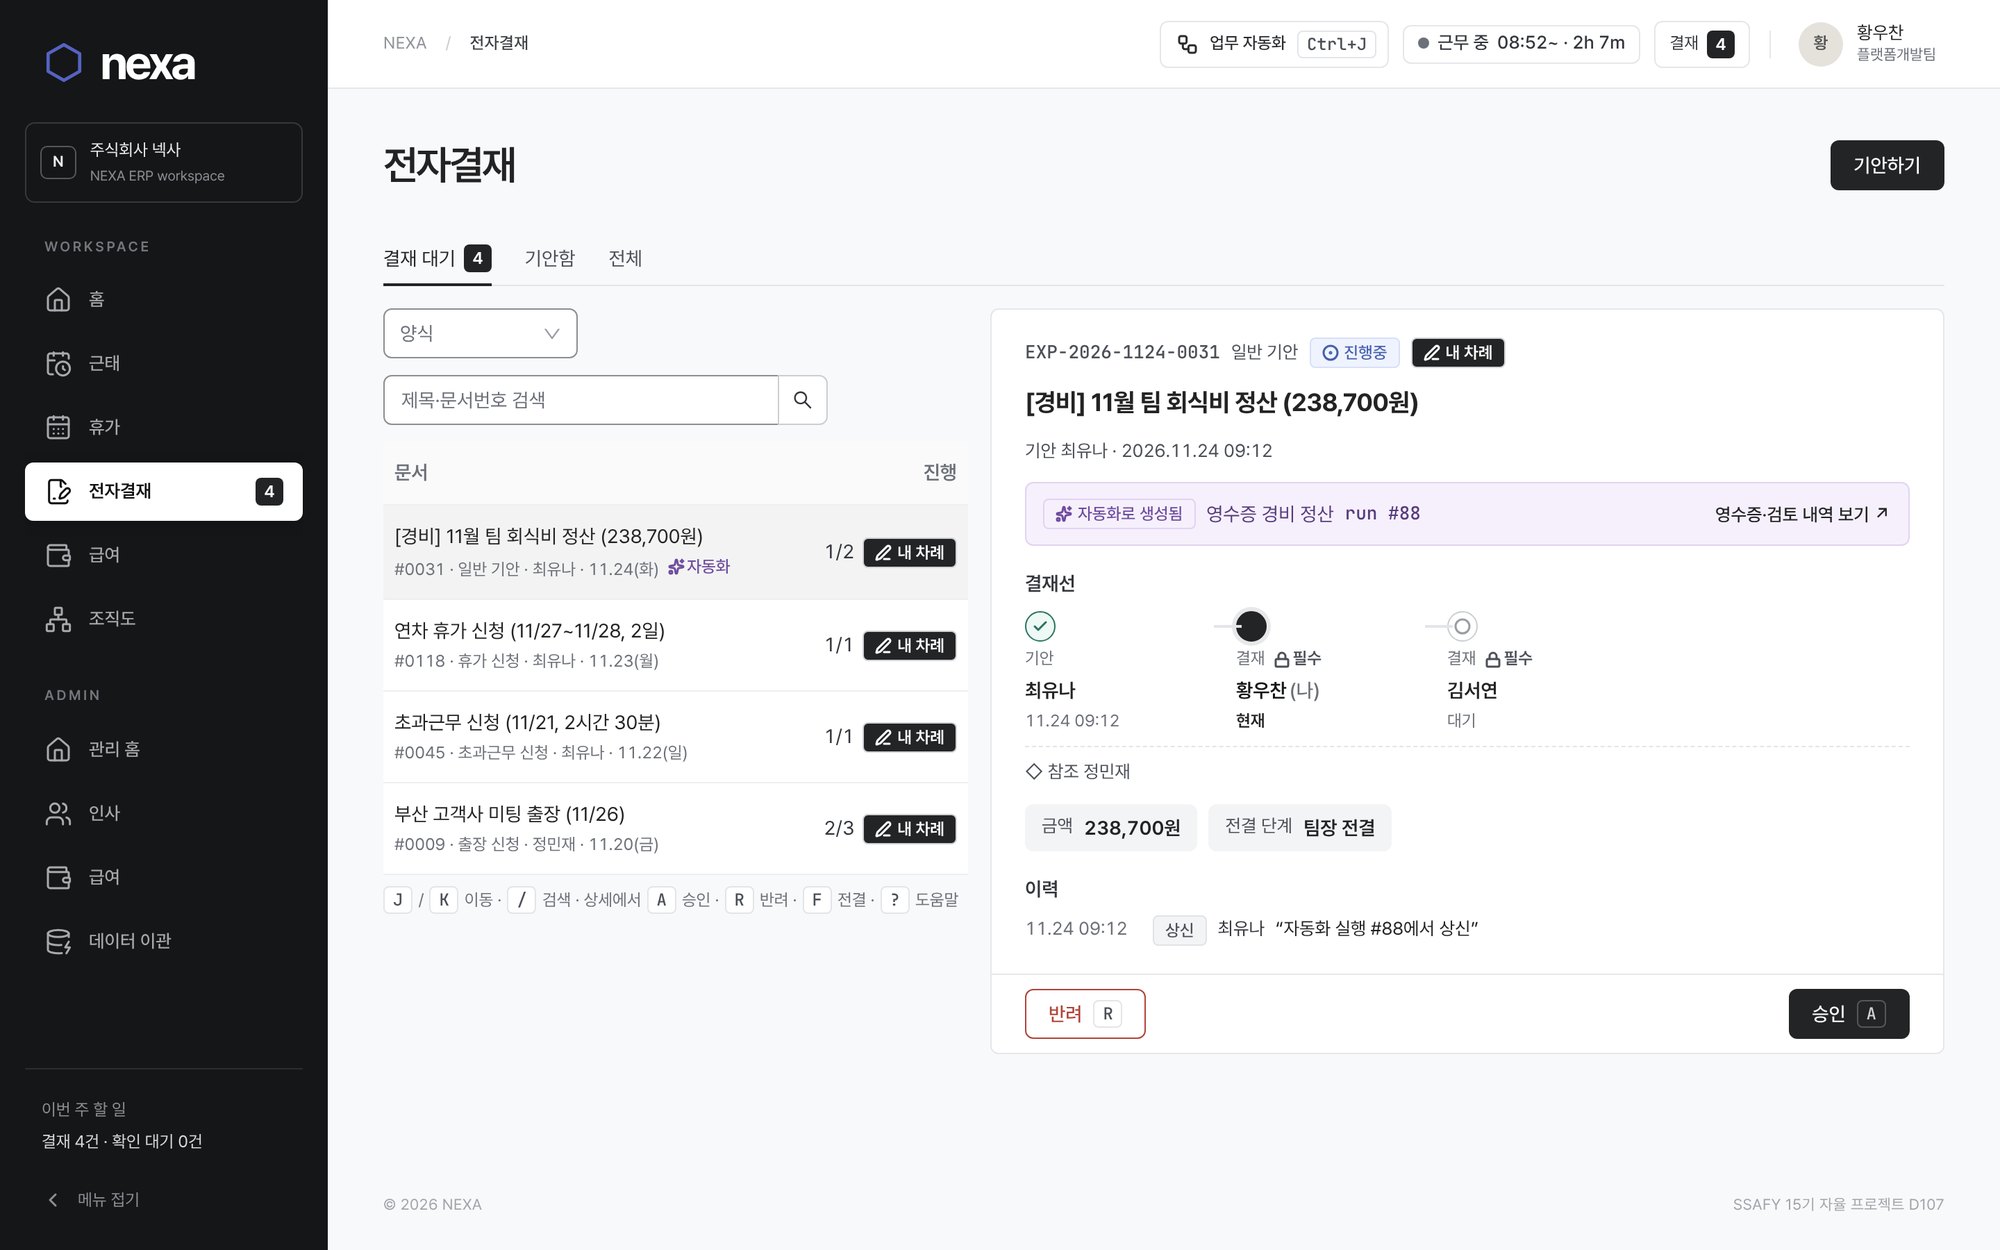 nexa
N
주식회사 넥사
NEXA ERP workspace
WORKSPACE
홈
근태
휴가
전자결재 4
급여
조직도
ADMIN
관리 홈
인사
급여
데이터 이관
이번 주 할 일
결재 4건 · 확인 대기 0건
메뉴 접기
NEXA / 전자결재
업무 자동화 Ctrl+J
근무 중 08:52~ · 2h 7m
결재 4
황
황우찬
플랫폼개발팀
전자결재
기안하기
결재 대기 4
기안함
전체
양식
제목·문서번호 검색
문서 진행
[경비] 11월 팀 회식비 정산 (238,700원)
#0031 · 일반 기안 · 최유나 · 11.24(화) 자동화
1/2 내 차례
연차 휴가 신청 (11/27~11/28, 2일)
#0118 · 휴가 신청 · 최유나 · 11.23(월)
1/1 내 차례
초과근무 신청 (11/21, 2시간 30분)
#0045 · 초과근무 신청 · 최유나 · 11.22(일)
1/1 내 차례
부산 고객사 미팅 출장 (11/26)
#0009 · 출장 신청 · 정민재 · 11.20(금)
2/3 내 차례
J / K 이동 · / 검색 · 상세에서 A 승인 · R 반려 · F 전결 · ? 도움말
EXP-2026-1124-0031 일반 기안 진행중 내 차례
[경비] 11월 팀 회식비 정산 (238,700원)
기안 최유나 · 2026.11.24 09:12
자동화로 생성됨 영수증 경비 정산 run #88
영수증·검토 내역 보기 ↗
결재선
기안
최유나
11.24 09:12
결재 필수
황우찬 (나)
현재
결재 필수
김서연
대기
◇ 참조 정민재
금액 238,700원
전결 단계 팀장 전결
이력
11.24 09:12 상신 최유나 “자동화 실행 #88에서 상신”
반려 R
승인 A
© 2026 NEXA
SSAFY 15기 자율 프로젝트 D107